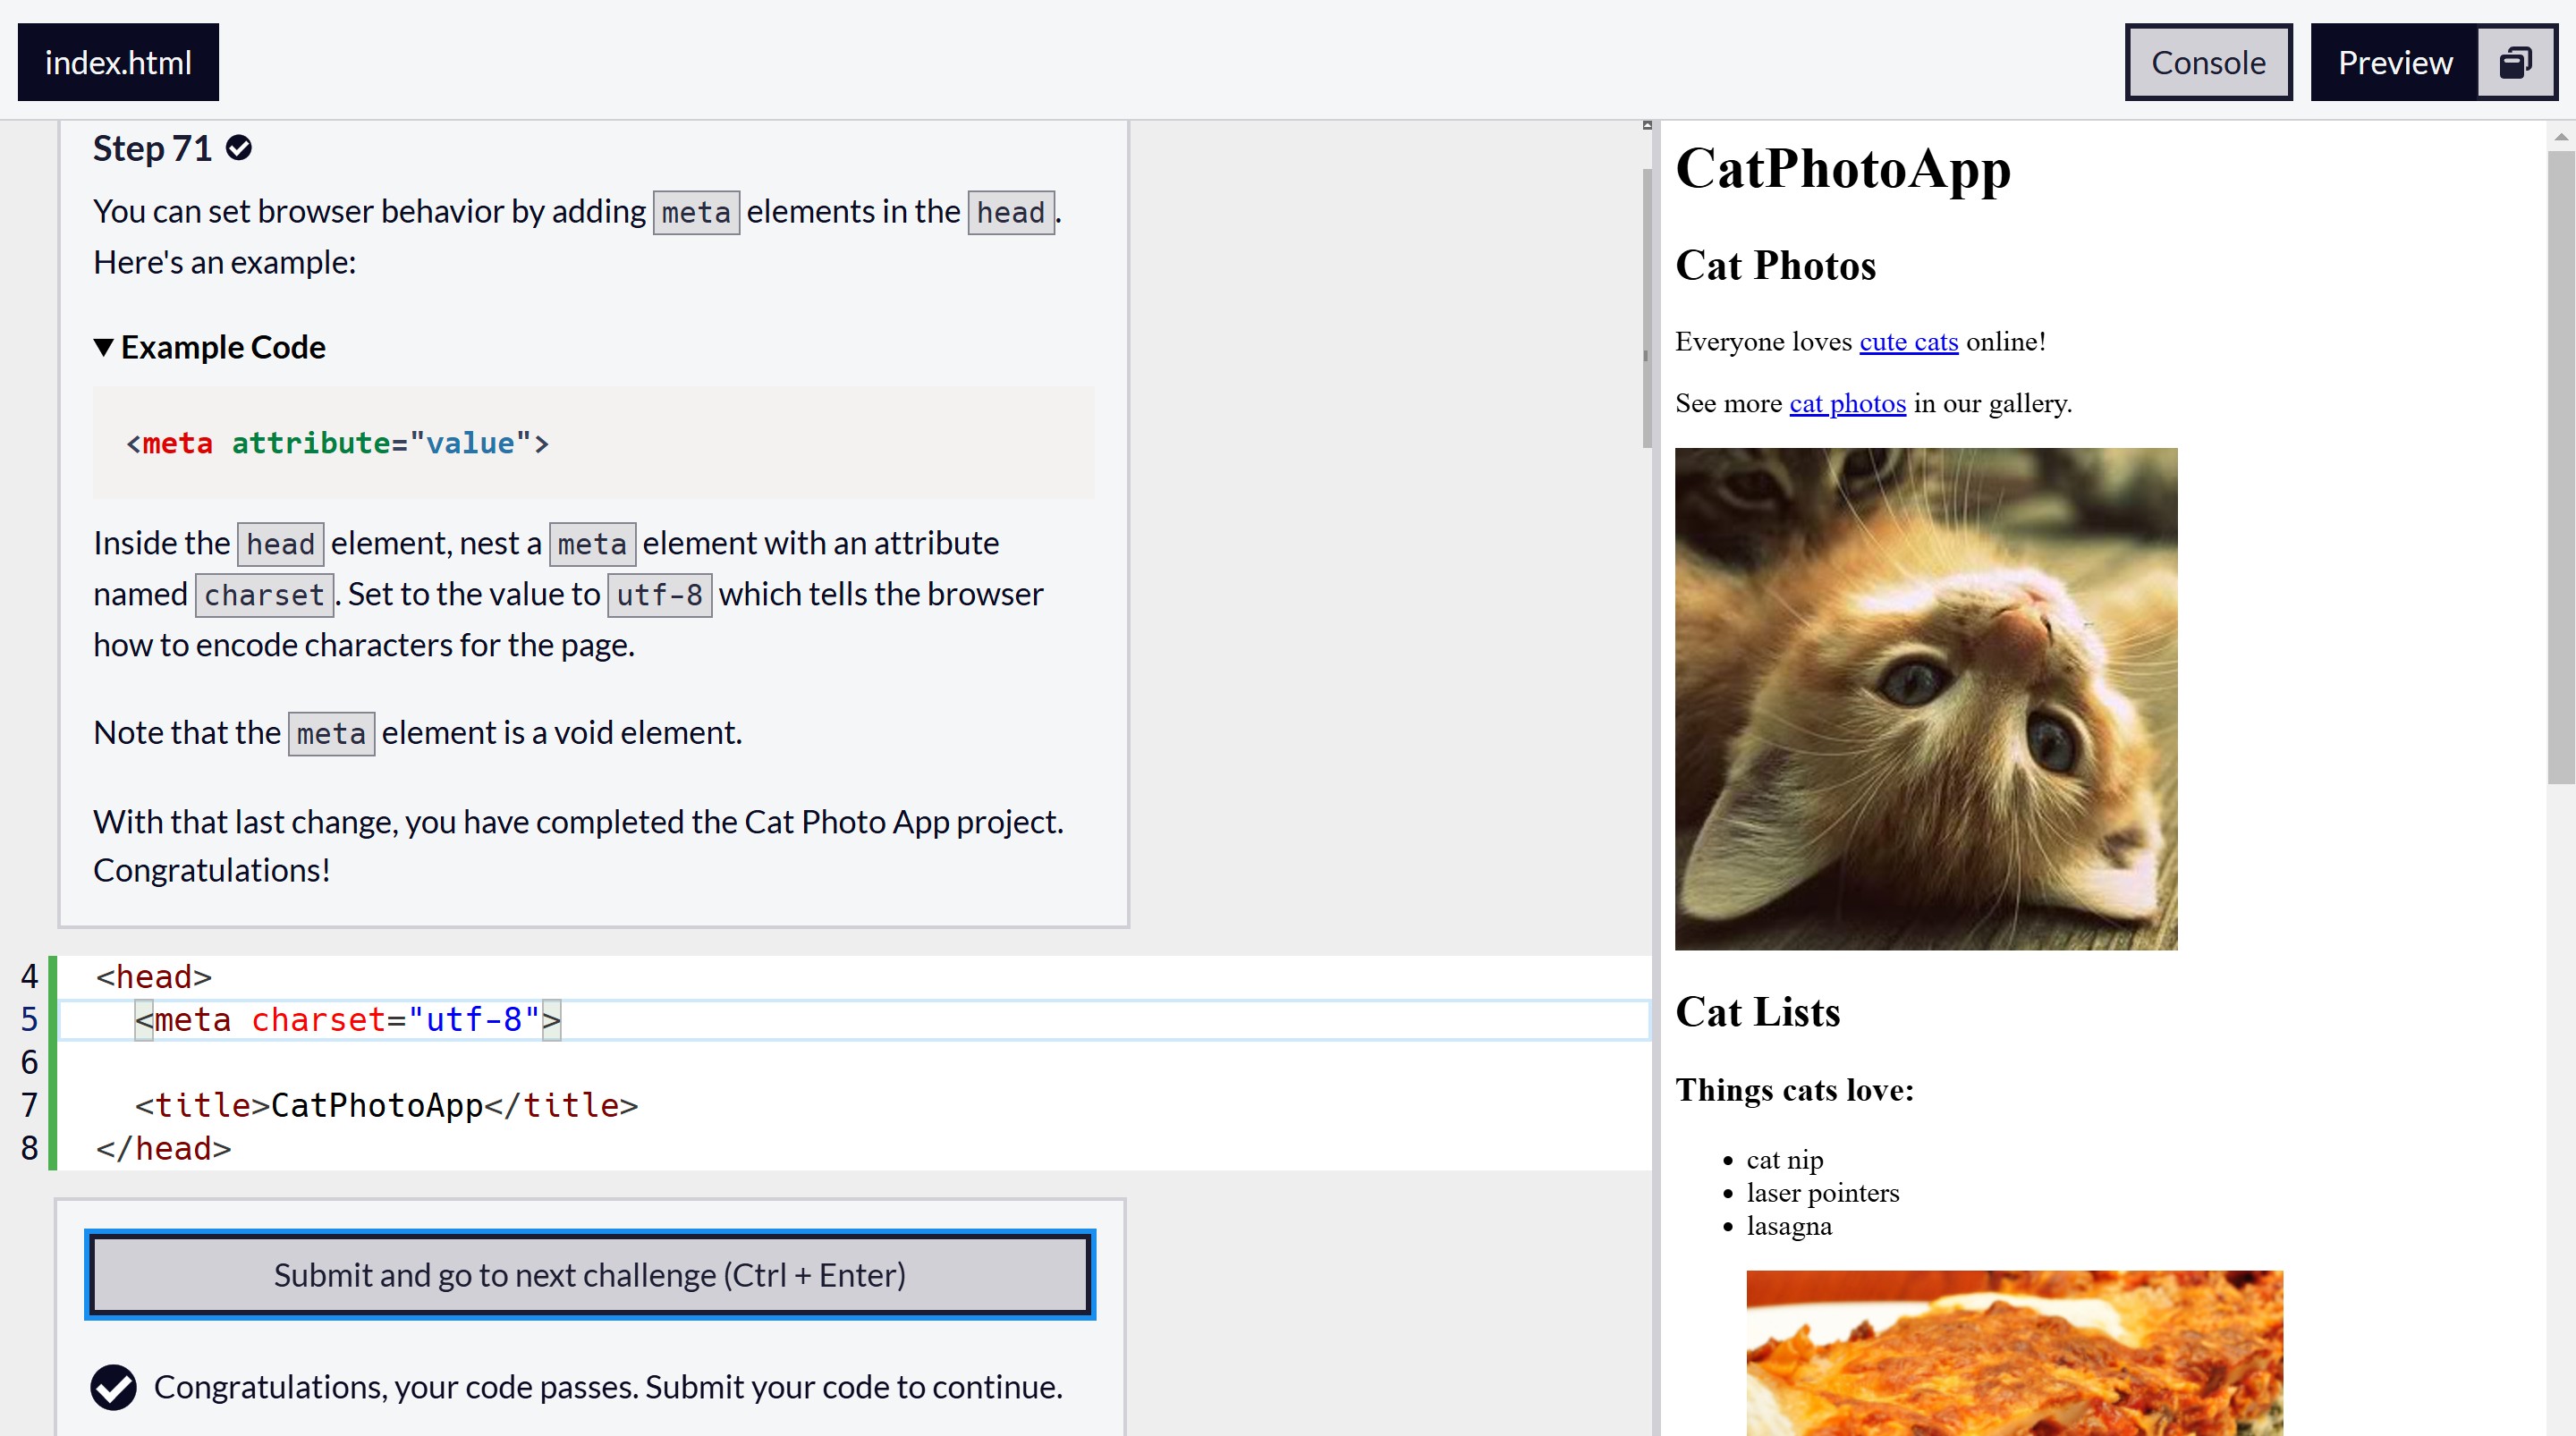 index.html
Console
Preview
Step 71
You can set browser behavior by adding meta elements in the head.
Here's an example:
Example Code
<meta attribute="value">
Inside the head element, nest a meta element with an attribute
named charset. Set to the value to utf-8 which tells the browser
how to encode characters for the page.
Note that the meta element is a void element.
With that last change, you have completed the Cat Photo App project.
Congratulations!
4 <head>
5 <meta charset="utf-8">
6
7 <title>CatPhotoApp</title>
8 </head>
Submit and go to next challenge (Ctrl + Enter)
Congratulations, your code passes. Submit your code to continue.
CatPhotoApp
Cat Photos
Everyone loves cute cats online!
See more cat photos in our gallery.
Cat Lists
Things cats love:
cat nip
laser pointers
lasagna